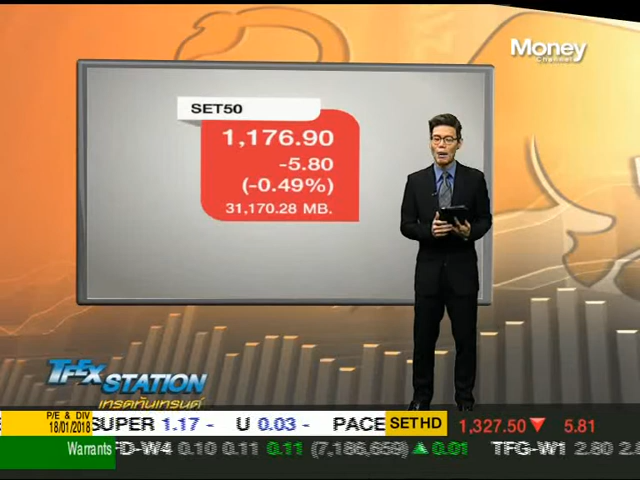 Money
Channel
SET50
1,176.90
-5.80
(-0.49%)
31,170.28 MB.
TFEX STATION
เทรดทันเทรนด์
P/E & DIV
18/01/2018
SUPER 1.17 - U 0.03 - PACE
SETHD 1,327.50 ▼ 5.81
Warrants
FD-W4 0.10 0.11 0.11 (7,186,659) ▲ 0.01 TFG-W1 2.80 2.8